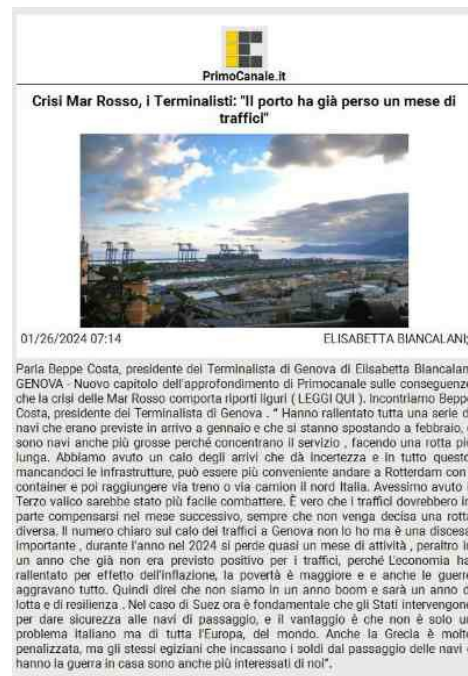 PrimoCanale.it
Crisi Mar Rosso, i Terminalisti: "Il porto ha già perso un mese di
traffici"
01/26/2024 07:14
ELISABETTA BIANCALANI;
Parla Beppe Costa, presidente dei Terminalista di Genova di Elisabetta Biancalan
GENOVA - Nuovo capitolo dell'approfondimento di Primocanale sulle conseguenze
che la crisi delle Mar Rosso comporta riporti liguri ( LEGGI QUI ). Incontriamo Beppe
Costa, presidente dei Terminalista di Genova . " Hanno rallentato tutta una serie di
navi che erano previste in arrivo a gennaio e che si stanno spostando a febbraio,
sono navi anche più grosse perché concentrano il servizio , facendo una rotta più
lunga. Abbiamo avuto un calo degli arrivi che dà incertezza e in tutto questo
mancandoci le infrastrutture, può essere più conveniente andare a Rotterdam con
container e poi raggiungere via treno o via camion il nord Italia. Avessimo avuto
Terzo valico sarebbe stato più facile combattere. È vero che i traffici dovrebbero in
parte compensarsi nel mese successivo, sempre che non venga decisa una rotta
diversa. Il numero chiaro sul calo dei traffici a Genova non lo ho ma è una discesa
importante , durante l'anno nel 2024 si perde quasi un mese di attività , peraltro in
un anno che già non era previsto positivo per i traffici, perché L'economia ha
rallentato per effetto dell'inflazione, la povertà è maggiore e e anche le guerre
aggravano tutto. Quindi direi che non siamo in un anno boom e sarà un anno di
lotta e di resilienza . Nel caso di Suez ora è fondamentale che gli Stati intervengono
per dare sicurezza alle navi di passaggio, e il vantaggio è che non è solo un
problema italiano ma di tutta l'Europa, del mondo. Anche la Grecia è molto
penalizzata, ma gli stessi egiziani che incassano i soldi dal passaggio delle navi
hanno la guerra in casa sono anche più interessati di noi".